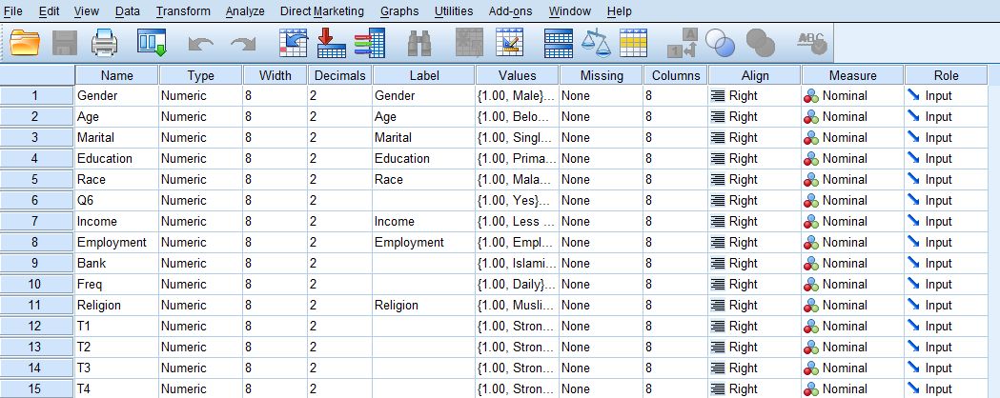 File Edit View Data Transform Analyze Direct Marketing Graphs Utilities Add-ons Window Help
A
1 4
ABC
Name Type Width Decimals Label Values Missing Columns Align Measure Role
1 Gender Numeric 8 2 Gender {1.00, Male}... None 8 Right Nominal Input
2 Age Numeric 8 2 Age {1.00, Belo... None 8 Right Nominal Input
3 Marital Numeric 8 2 Marital {1.00, Singl... None 8 Right Nominal Input
4 Education Numeric 8 2 Education {1.00, Prima... None 8 Right Nominal Input
5 Race Numeric 8 2 Race {1.00, Mala... None 8 Right Nominal Input
6 Q6 Numeric 8 2 {1.00, Yes}... None 8 Right Nominal Input
7 Income Numeric 8 2 Income {1.00, Less ... None 8 Right Nominal Input
8 Employment Numeric 8 2 Employment {1.00, Empl... None 8 Right Nominal Input
9 Bank Numeric 8 2 {1.00, Islami... None 8 Right Nominal Input
10 Freq Numeric 8 2 {1.00, Daily}... None 8 Right Nominal Input
11 Religion Numeric 8 2 Religion {1.00, Musli... None 8 Right Nominal Input
12 T1 Numeric 8 2 {1.00, Stron... None 8 Right Nominal Input
13 T2 Numeric 8 2 {1.00, Stron... None 8 Right Nominal Input
14 T3 Numeric 8 2 {1.00, Stron... None 8 Right Nominal Input
15 T4 Numeric 8 2 {1.00, Stron... None 8 Right Nominal Input